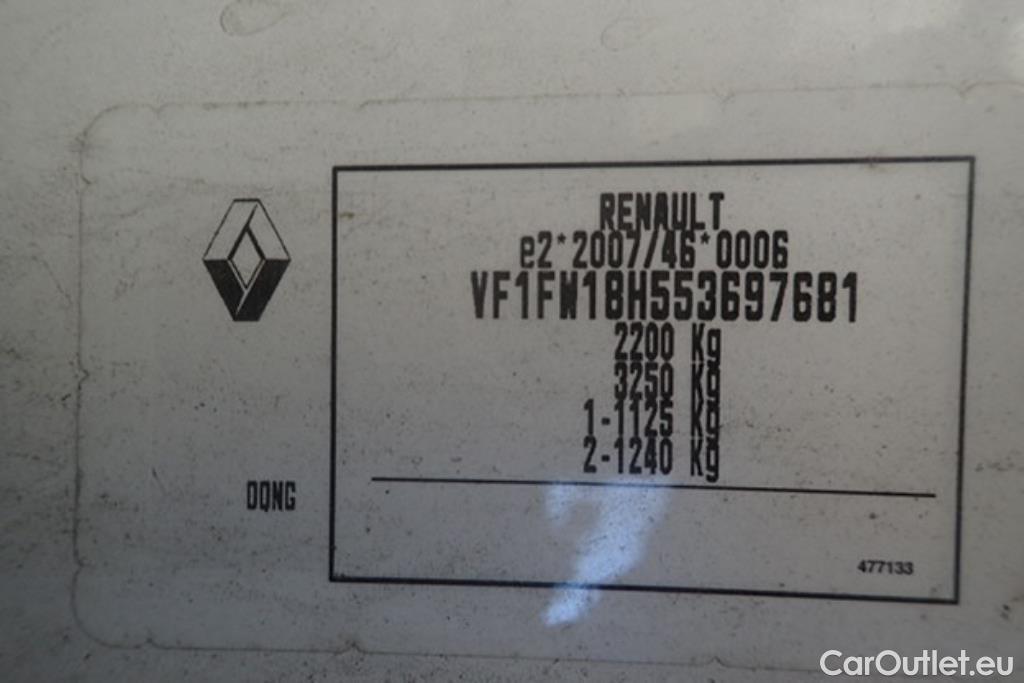 RENAULT
e2*2007/46*0006
VF1FW18H553697681
2200 Kg
3250 Kg
1-1125 Kg
2-1240 Kg
DQNG
477133
CarOutlet.eu